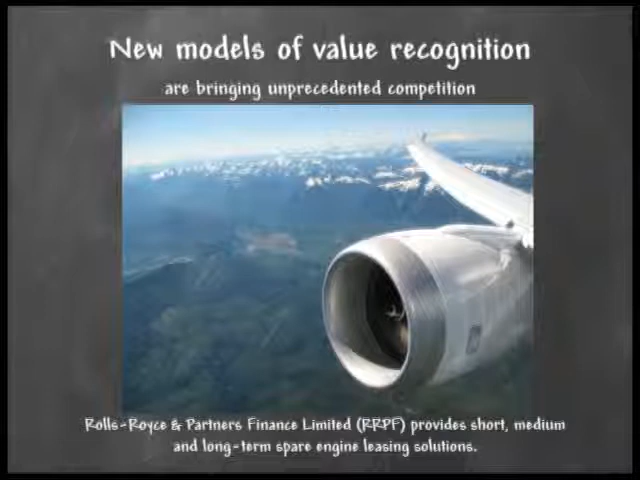 New models of value recognition
are bringing unprecedented competition
Rolls-Royce & Partners Finance Limited (RRPF) provides short, medium
and long-term spare engine leasing solutions.